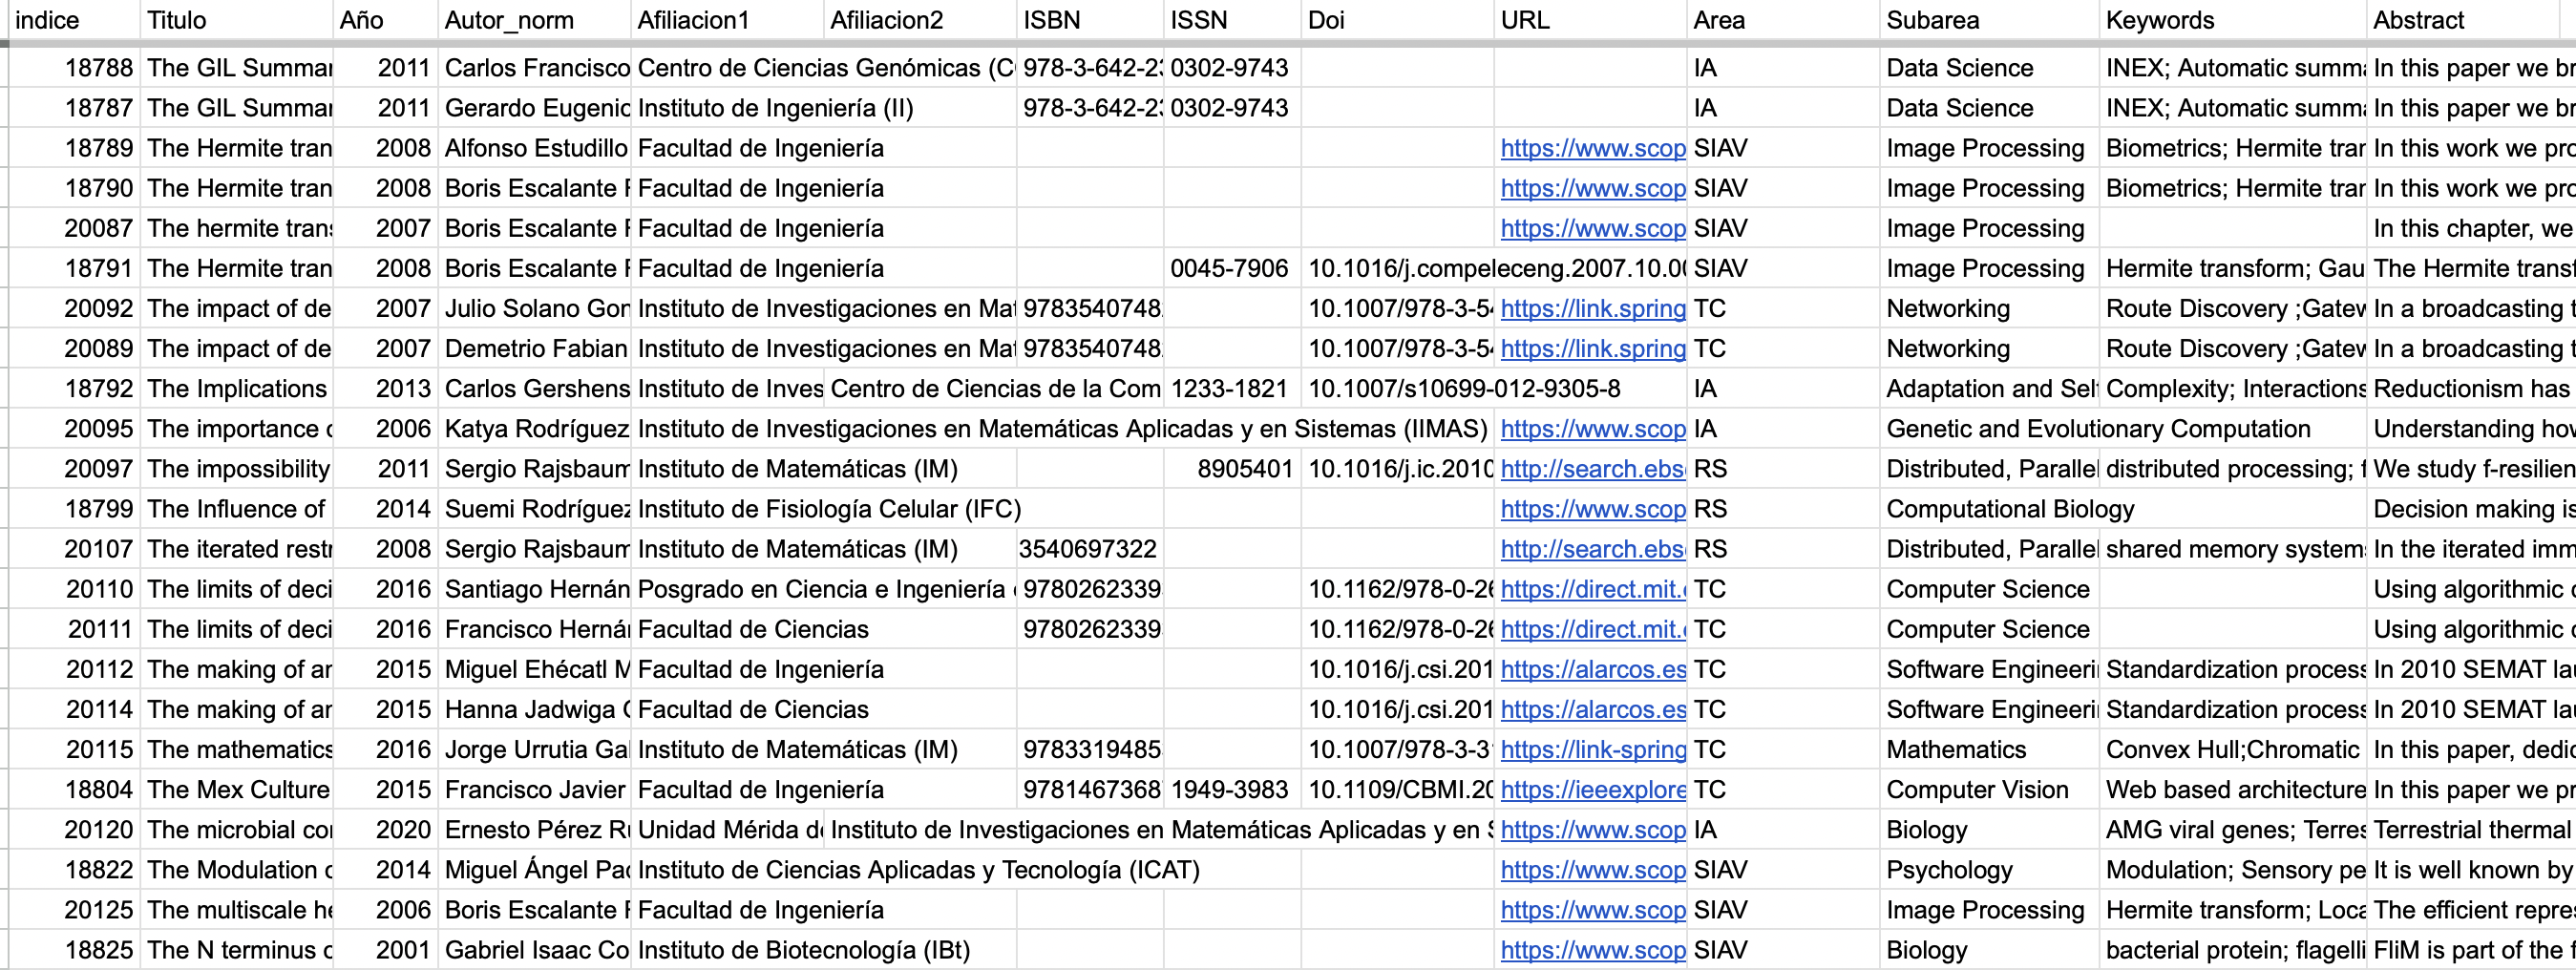 indice Titulo Año Autor_norm Afiliacion1 Afiliacion2 ISBN ISSN Doi URL Area Subarea Keywords Abstract
18788 The GIL Summar 2011 Carlos Francisco Centro de Ciencias Genómicas (C 978-3-642-23 0302-9743 IA Data Science INEX; Automatic summa In this paper we br
18787 The GIL Summar 2011 Gerardo Eugenio Instituto de Ingeniería (II) 978-3-642-23 0302-9743 IA Data Science INEX; Automatic summa In this paper we br
18789 The Hermite tran 2008 Alfonso Estudillo Facultad de Ingeniería https://www.scop SIAV Image Processing Biometrics; Hermite trar In this work we pro
18790 The Hermite tran 2008 Boris Escalante Facultad de Ingeniería https://www.scop SIAV Image Processing Biometrics; Hermite trar In this work we pro
20087 The hermite trans 2007 Boris Escalante Facultad de Ingeniería https://www.scop SIAV Image Processing In this chapter, we
18791 The Hermite tran 2008 Boris Escalante Facultad de Ingeniería 0045-7906 10.1016/j.compeleceng.2007.10.00 SIAV Image Processing Hermite transform; Gau The Hermite transf
20092 The impact of de 2007 Julio Solano Gon Instituto de Investigaciones en Mat 9783540748 10.1007/978-3-54 https://link.spring TC Networking Route Discovery ;Gatew In a broadcasting t
20089 The impact of de 2007 Demetrio Fabian Instituto de Investigaciones en Mat 9783540748 10.1007/978-3-54 https://link.spring TC Networking Route Discovery ;Gatew In a broadcasting t
18792 The Implications 2013 Carlos Gershens Instituto de Inves Centro de Ciencias de la Com 1233-1821 10.1007/s10699-012-9305-8 IA Adaptation and Self Complexity; Interactions Reductionism has
20095 The importance o 2006 Katya Rodríguez Instituto de Investigaciones en Matemáticas Aplicadas y en Sistemas (IIMAS) https://www.scop IA Genetic and Evolutionary Computation Understanding how
20097 The impossibility 2011 Sergio Rajsbaum Instituto de Matemáticas (IM) 8905401 10.1016/j.ic.2010 http://search.ebs RS Distributed, Parallel distributed processing; f We study f-resilien
18799 The Influence of 2014 Suemi Rodríguez Instituto de Fisiología Celular (IFC) https://www.scop RS Computational Biology Decision making is
20107 The iterated restr 2008 Sergio Rajsbaum Instituto de Matemáticas (IM) 3540697322 http://search.ebs RS Distributed, Parallel shared memory system In the iterated imm
20110 The limits of deci 2016 Santiago Hernán Posgrado en Ciencia e Ingeniería 9780262339 10.1162/978-0-26 https://direct.mit. TC Computer Science Using algorithmic c
20111 The limits of deci 2016 Francisco Hernár Facultad de Ciencias 9780262339 10.1162/978-0-26 https://direct.mit. TC Computer Science Using algorithmic c
20112 The making of ar 2015 Miguel Ehécatl M Facultad de Ingeniería 10.1016/j.csi.201 https://alarcos.es TC Software Engineeri Standardization process In 2010 SEMAT lau
20114 The making of ar 2015 Hanna Jadwiga Facultad de Ciencias 10.1016/j.csi.201 https://alarcos.es TC Software Engineeri Standardization process In 2010 SEMAT lau
20115 The mathematics 2016 Jorge Urrutia Gal Instituto de Matemáticas (IM) 9783319485 10.1007/978-3-3 https://link-spring TC Mathematics Convex Hull;Chromatic In this paper, dedic
18804 The Mex Culture 2015 Francisco Javier Facultad de Ingeniería 9781467368 1949-3983 10.1109/CBMI.20 https://ieeexplore TC Computer Vision Web based architecture In this paper we pr
20120 The microbial cor 2020 Ernesto Pérez Ru Unidad Mérida de Instituto de Investigaciones en Matemáticas Aplicadas y en S https://www.scop IA Biology AMG viral genes; Terres Terrestrial thermal
18822 The Modulation o 2014 Miguel Ángel Pad Instituto de Ciencias Aplicadas y Tecnología (ICAT) https://www.scop SIAV Psychology Modulation; Sensory pe It is well known by
20125 The multiscale he 2006 Boris Escalante Facultad de Ingeniería https://www.scop SIAV Image Processing Hermite transform; Loca The efficient repres
18825 The N terminus o 2001 Gabriel Isaac Co Instituto de Biotecnología (IBt) https://www.scop SIAV Biology bacterial protein; flagelli FliM is part of the f